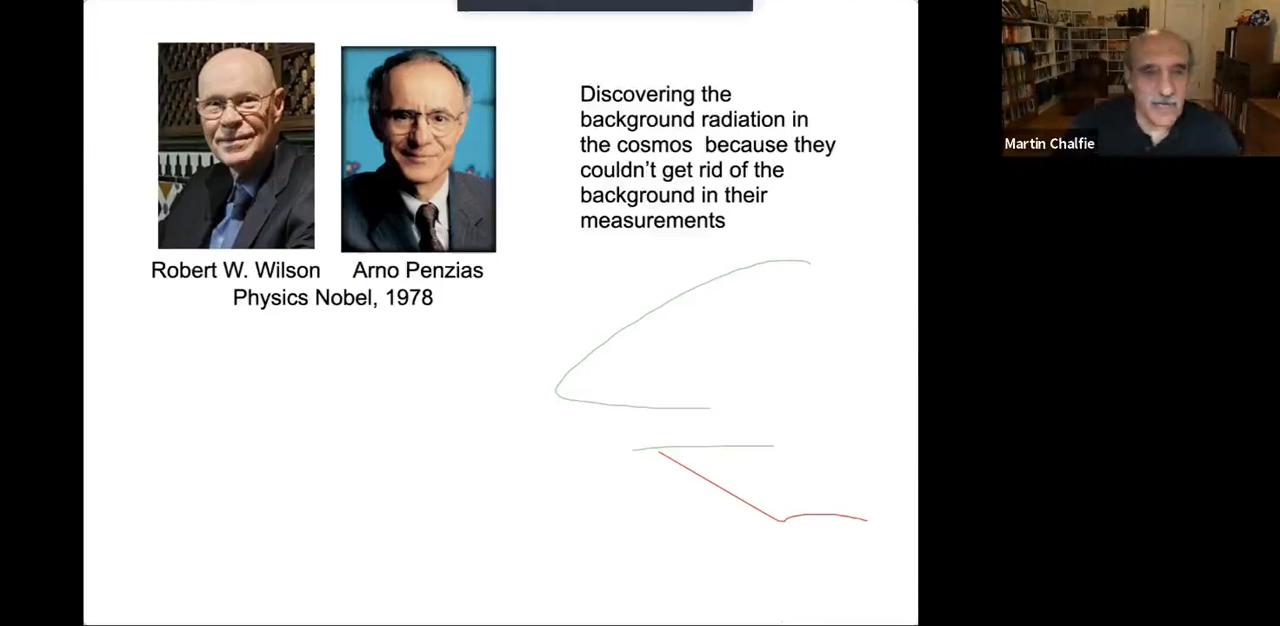 Discovering the
background radiation in
the cosmos because they
couldn't get rid of the
background in their
measurements
Robert W. Wilson
Arno Penzias
Physics Nobel, 1978
Martin Chalfie